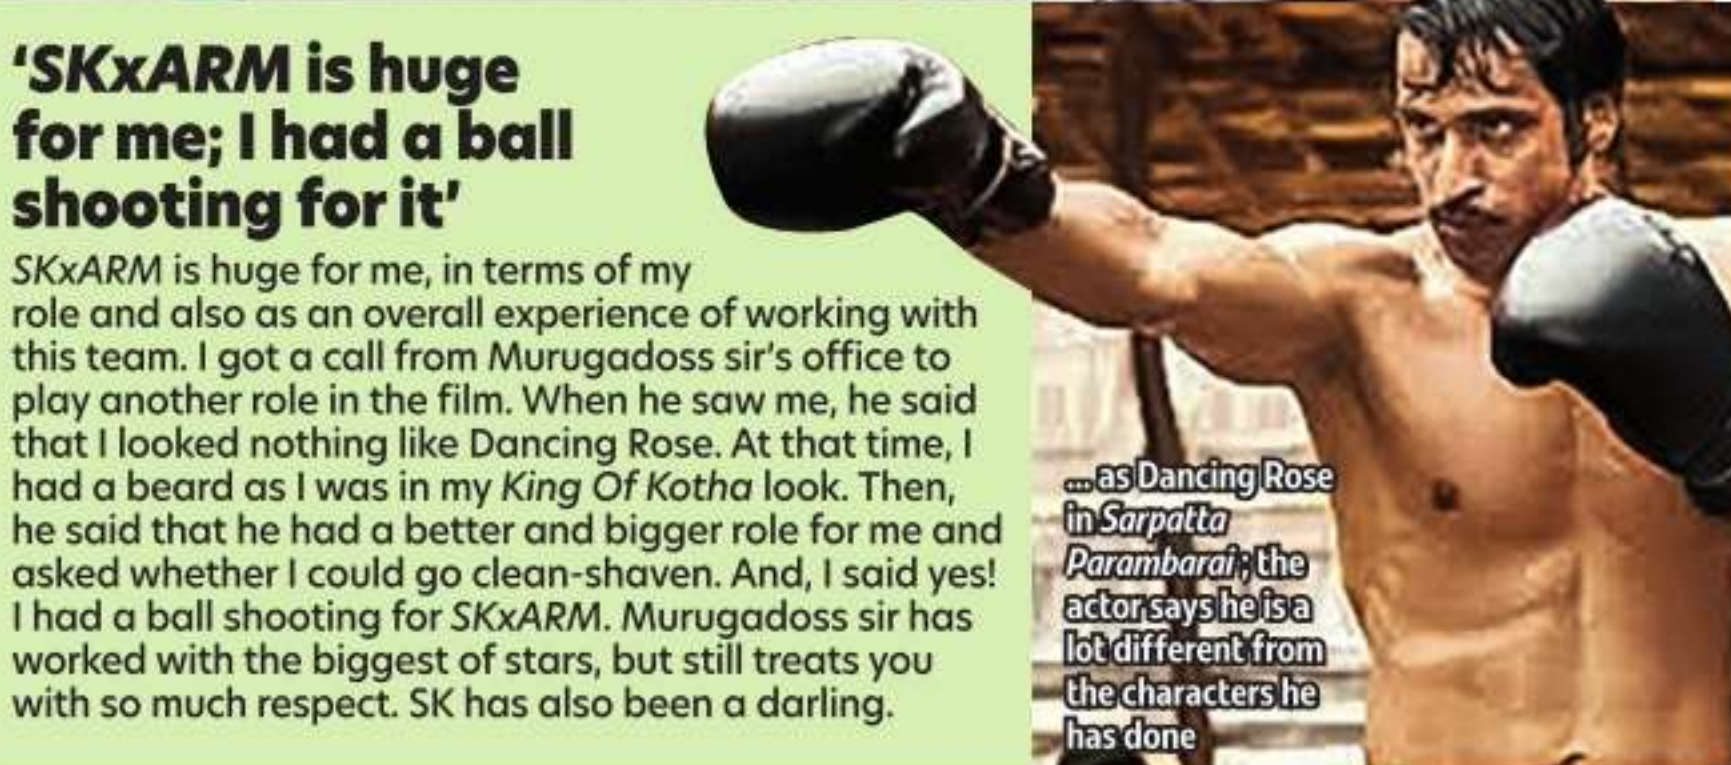 ‘SKxARM is huge
for me; I had a ball
shooting for it’
SKxARM is huge for me, in terms of my
role and also as an overall experience of working with
this team. I got a call from Murugadoss sir’s office to
play another role in the film. When he saw me, he said
that I looked nothing like Dancing Rose. At that time, I
had a beard as I was in my King Of Kotha look. Then,
he said that he had a better and bigger role for me and
asked whether I could go clean-shaven. And, I said yes!
I had a ball shooting for SKxARM. Murugadoss sir has
worked with the biggest of stars, but still treats you
with so much respect. SK has also been a darling.
... as Dancing Rose
in Sarpatta
Parambarai ; the
actor says he is a
lot different from
the characters he
has done